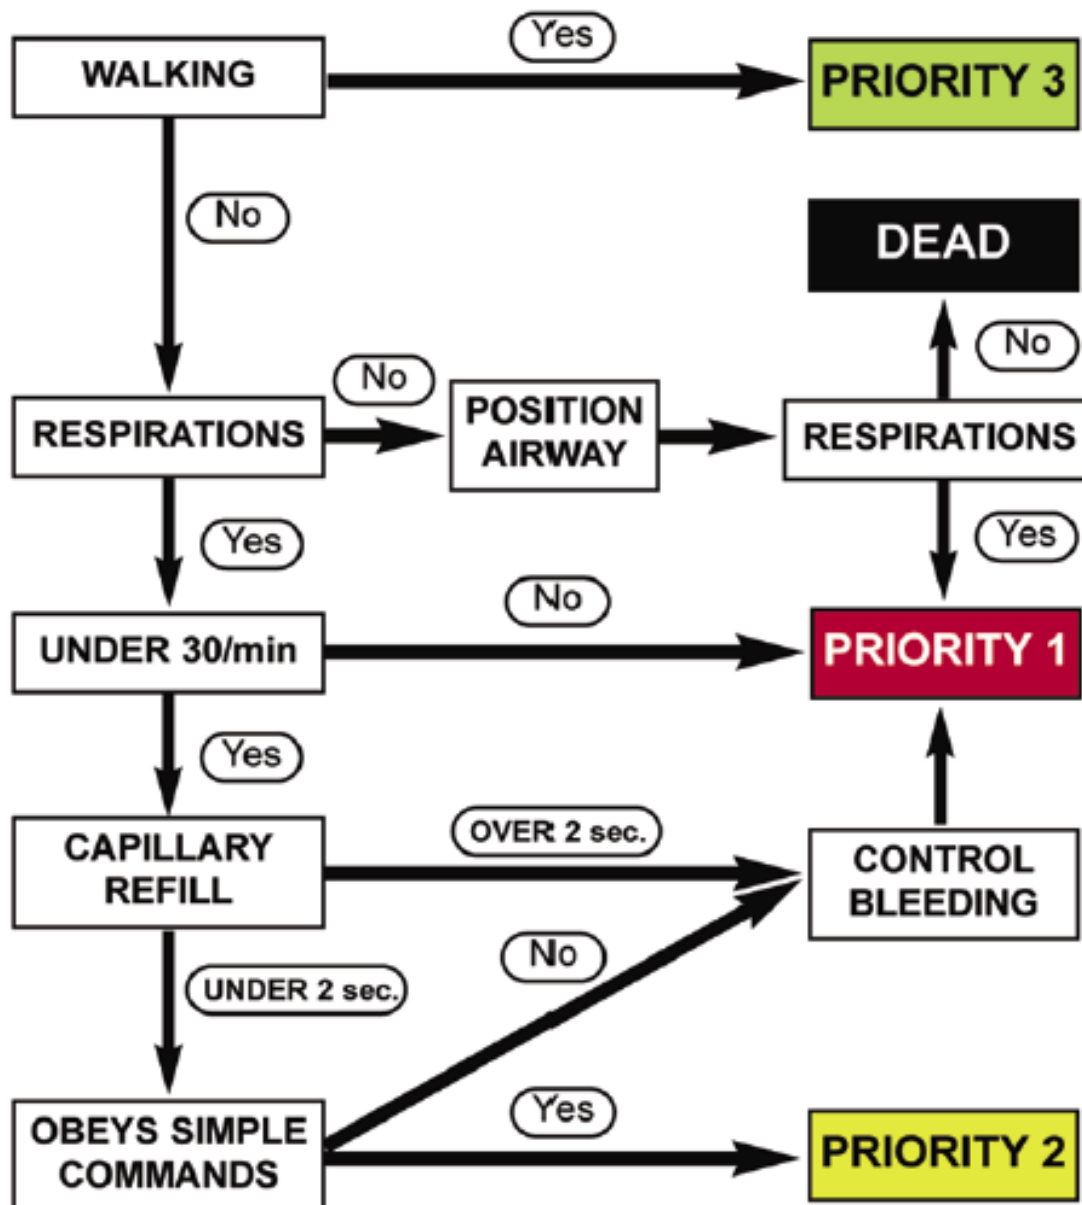 WALKING
Yes
PRIORITY 3
No
DEAD
No
RESPIRATIONS
No
POSITION
AIRWAY
RESPIRATIONS
Yes
Yes
UNDER 30/min
No
PRIORITY 1
Yes
CAPILLARY
REFILL
OVER 2 sec.
CONTROL
BLEEDING
UNDER 2 sec.
No
OBEYS SIMPLE
COMMANDS
Yes
PRIORITY 2